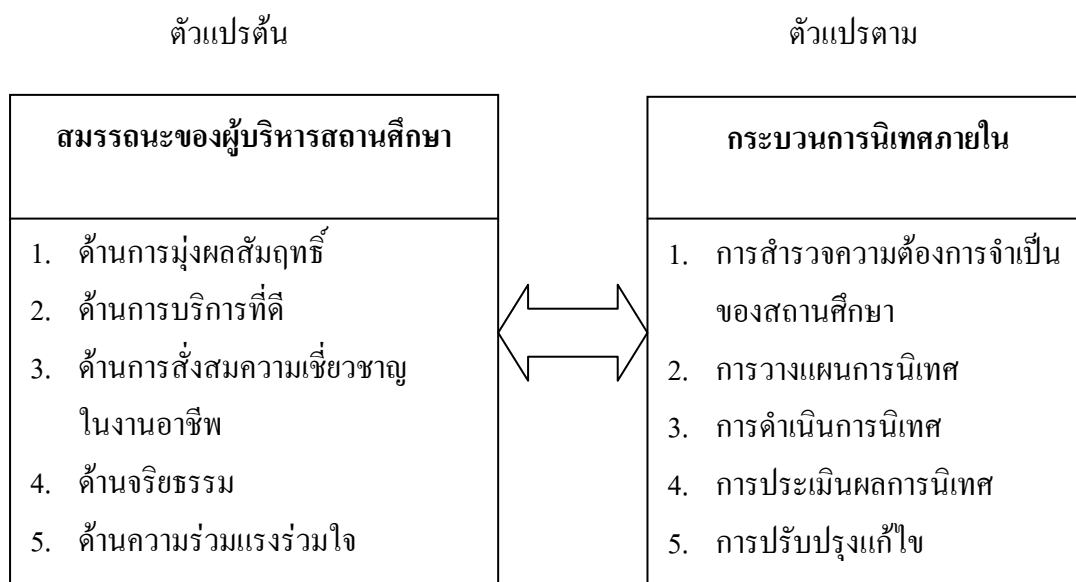 ตัวแปรต้น
ตัวแปรตาม
สมรรถนะของผู้บริหารสถานศึกษา
1. ด้านการมุ่งผลสัมฤทธิ์
2. ด้านการบริการที่ดี
3. ด้านการสั่งสมความเชี่ยวชาญ
ในงานอาชีพ
4. ด้านจริยธรรม
5. ด้านความร่วมแรงร่วมใจ
กระบวนการนิเทศภายใน
1. การสำรวจความต้องการจำเป็น
ของสถานศึกษา
2. การวางแผนการนิเทศ
3. การดำเนินการนิเทศ
4. การประเมินผลการนิเทศ
5. การปรับปรุงแก้ไข